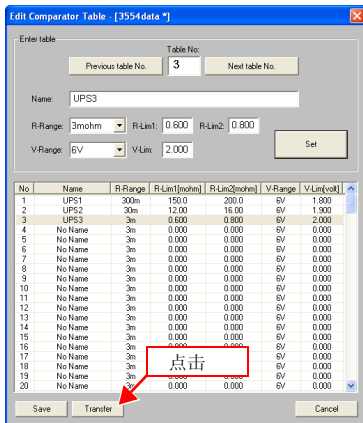 Edit Comparator Table - [3554data *]
Enter table
Table No:
Previous table No. 3 Next table No.
Name: UPS3
R-Range: 3mohm R-Lim1: 0.600 R-Lim2: 0.800
V-Range: 6V V-Lim: 2.000
Set
No Name R-Range R-Lim1[mohm] R-Lim2[mohm] V-Range V-Lim[volt]
1 UPS1 300m 150.0 200.0 6V 1.800
2 UPS2 30m 12.00 16.00 6V 1.900
3 UPS3 3m 0.600 0.800 6V 2.000
4 No Name 3m 0.000 0.000 6V 0.000
5 No Name 3m 0.000 0.000 6V 0.000
6 No Name 3m 0.000 0.000 6V 0.000
7 No Name 3m 0.000 0.000 6V 0.000
8 No Name 3m 0.000 0.000 6V 0.000
9 No Name 3m 0.000 0.000 6V 0.000
10 No Name 3m 0.000 0.000 6V 0.000
11 No Name 3m 0.000 0.000 6V 0.000
12 No Name 3m 0.000 0.000 6V 0.000
13 No Name 3m 0.000 0.000 6V 0.000
14 No Name 3m 0.000 0.000 6V 0.000
15 No Name 3m 0.000 0.000 6V 0.000
16 No Name 3m 0.000 0.000 6V 0.000
17 No Name 3m 6V 0.000
18 No Name 3m 6V 0.000
19 No Name 3m 6V 0.000
20 No Name 3m 0.000 0.000 6V 0.000
点击
Save Transfer Cancel